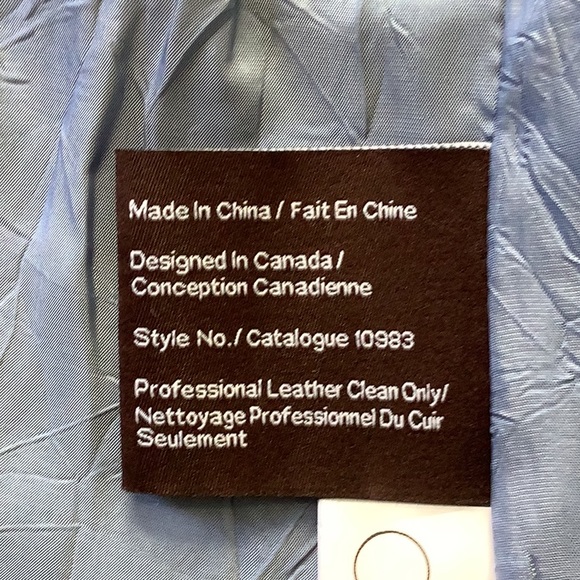 Made In China / Fait En Chine
Designed In Canada /
Conception Canadienne
Style No./ Catalogue 10983
Professional Leather Clean Only/
Nettoyage Professionnel Du Cuir
Seulement